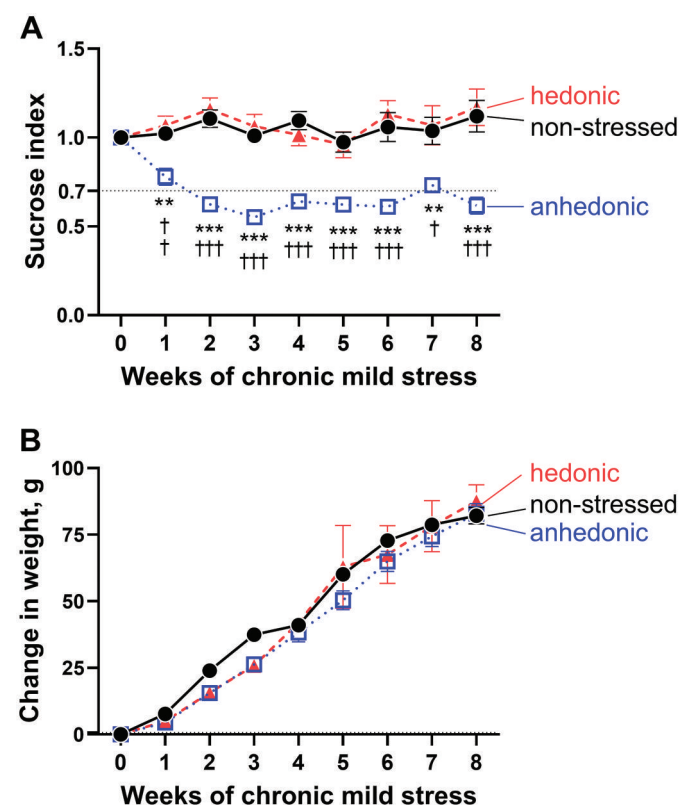 A
1.5
1.0
0.7
0.5
0.0
Sucrose index
hedonic
non-stressed
anhedonic
** *** *** *** *** *** ** ***
† ††† ††† ††† ††† ††† † †††
†
0 1 2 3 4 5 6 7 8
Weeks of chronic mild stress
B
100
75
50
25
0
Change in weight, g
hedonic
non-stressed
anhedonic
0 1 2 3 4 5 6 7 8
Weeks of chronic mild stress